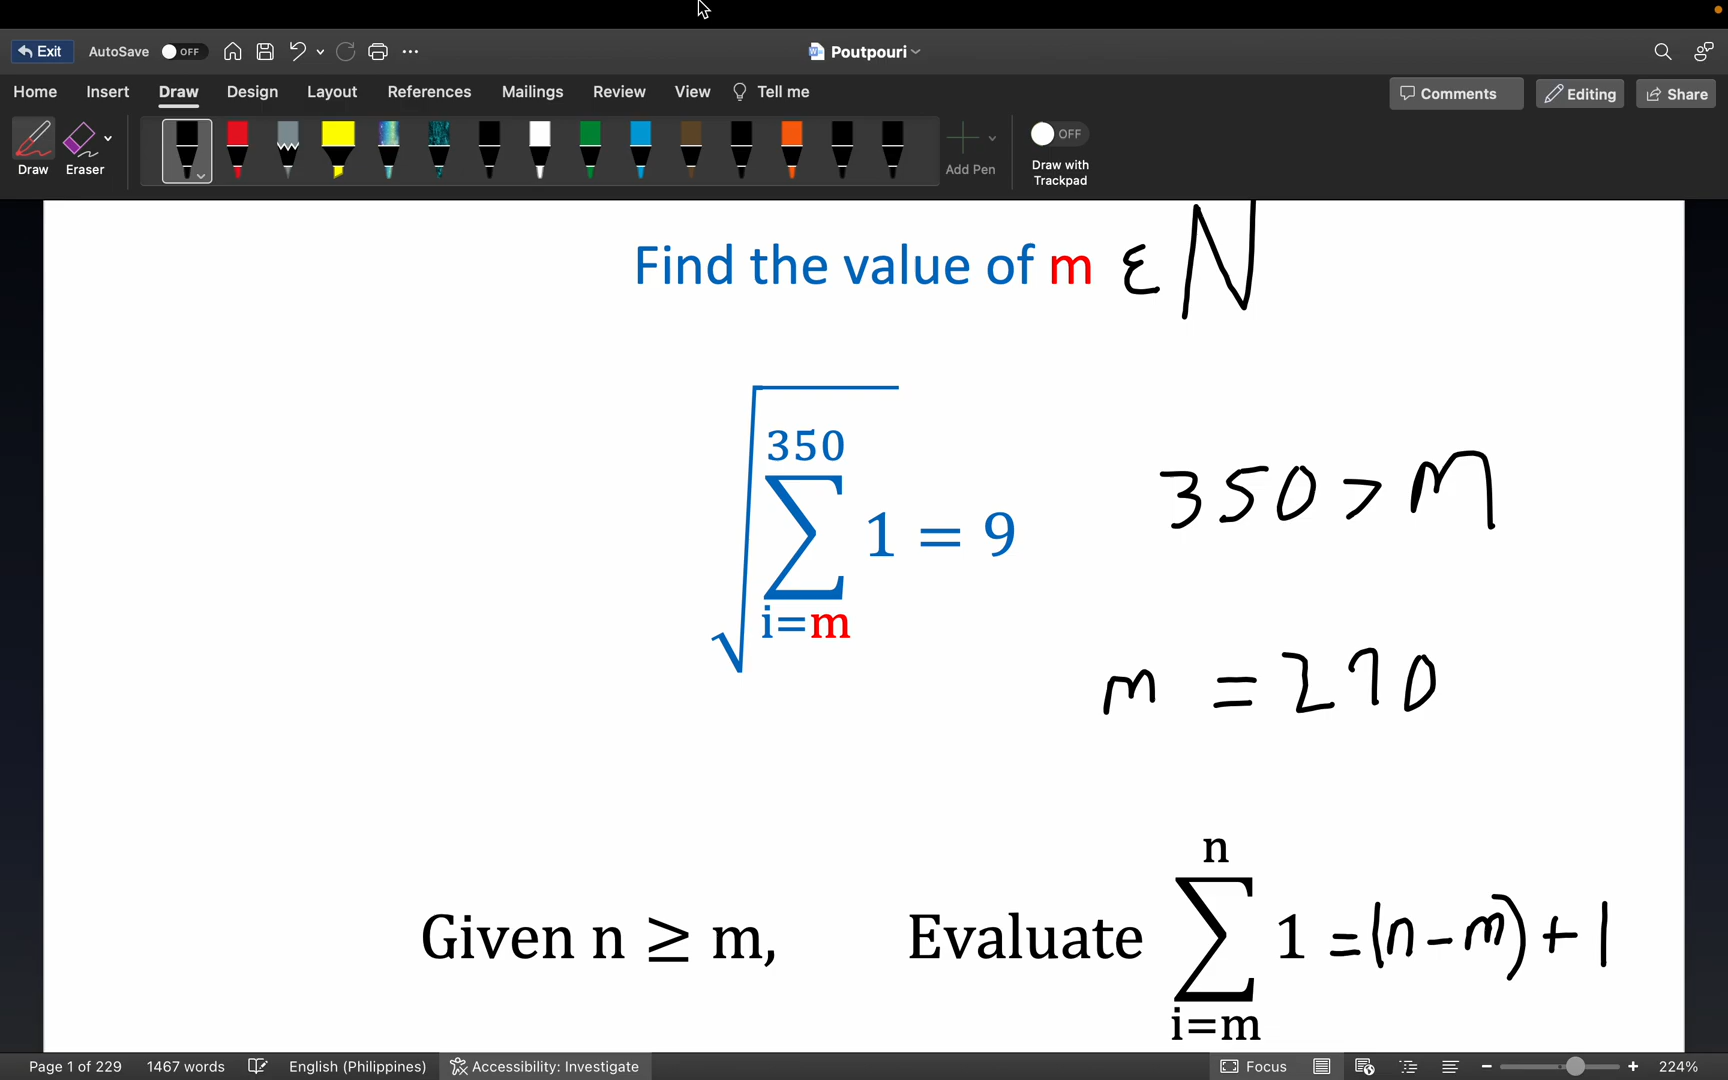 Exit AutoSave OFF Poutpouri
Home Insert Draw Design Layout References Mailings Review View Tell me Comments Editing Share
Draw Eraser Add Pen OFF Draw with Trackpad
Find the value of m ε N
√
350
∑ 1 = 9
i=m
350 > m
m = 270
n
Given n ≥ m, Evaluate ∑ 1 = (n - m) + 1
i=m
Page 1 of 229 1467 words English (Philippines) Accessibility: Investigate Focus 224%